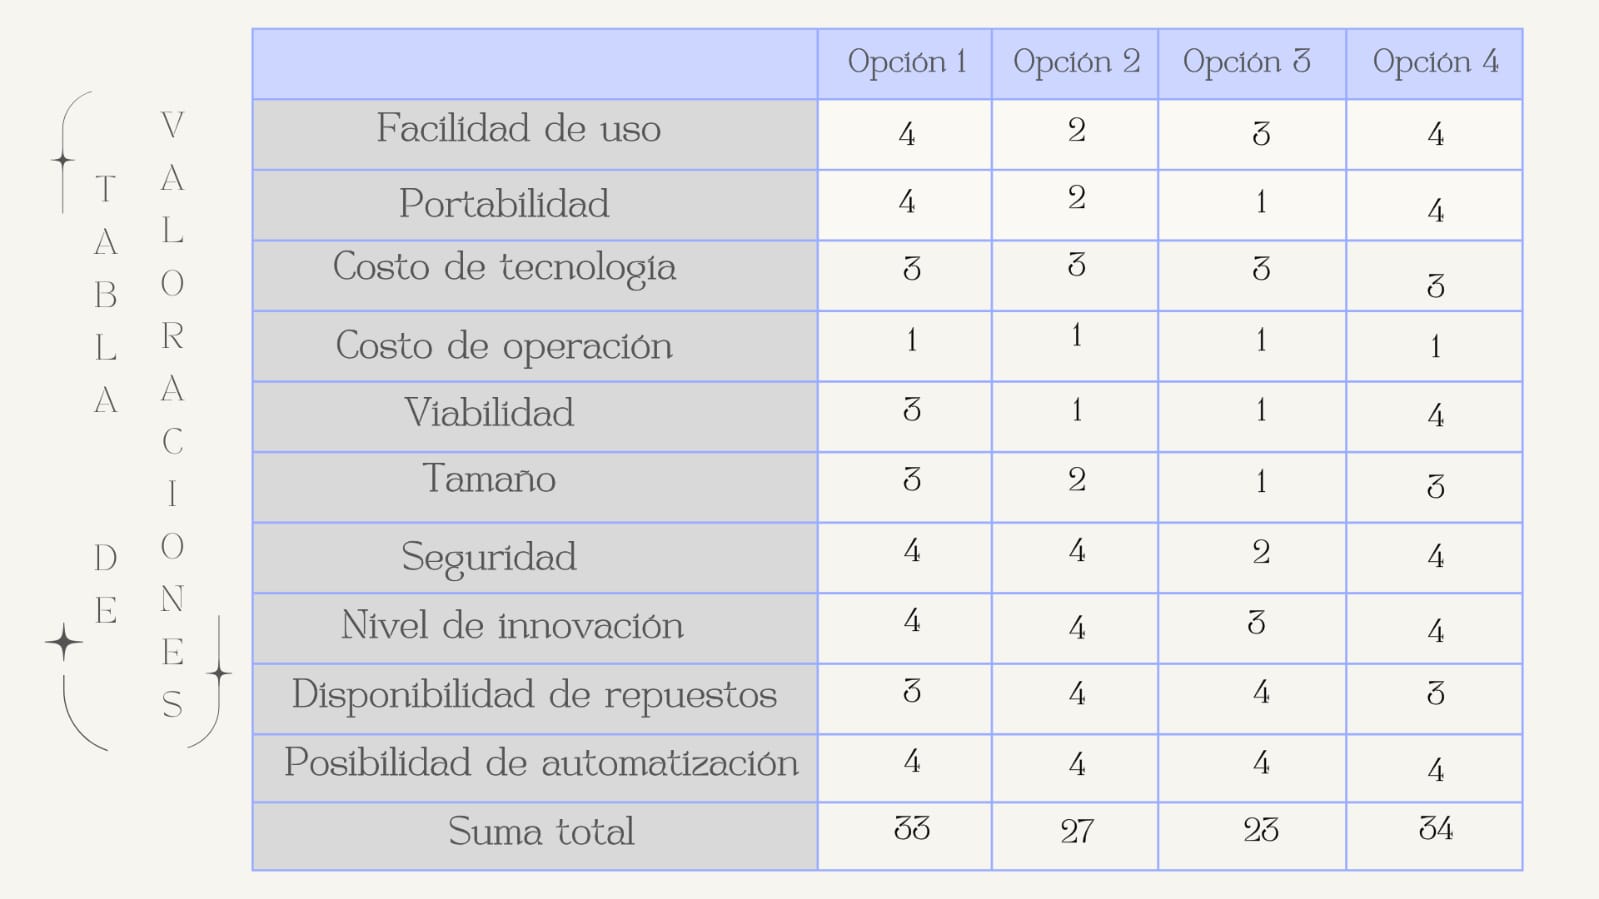 TABLA DE
VALORACIONES
Opción 1 Opción 2 Opción 3 Opción 4
Facilidad de uso 4 2 3 4
Portabilidad 4 2 1 4
Costo de tecnología 3 3 3 3
Costo de operación 1 1 1 1
Viabilidad 3 1 1 4
Tamaño 3 2 1 3
Seguridad 4 4 2 4
Nivel de innovación 4 4 3 4
Disponibilidad de repuestos 3 4 4 3
Posibilidad de automatización 4 4 4 4
Suma total 33 27 23 34